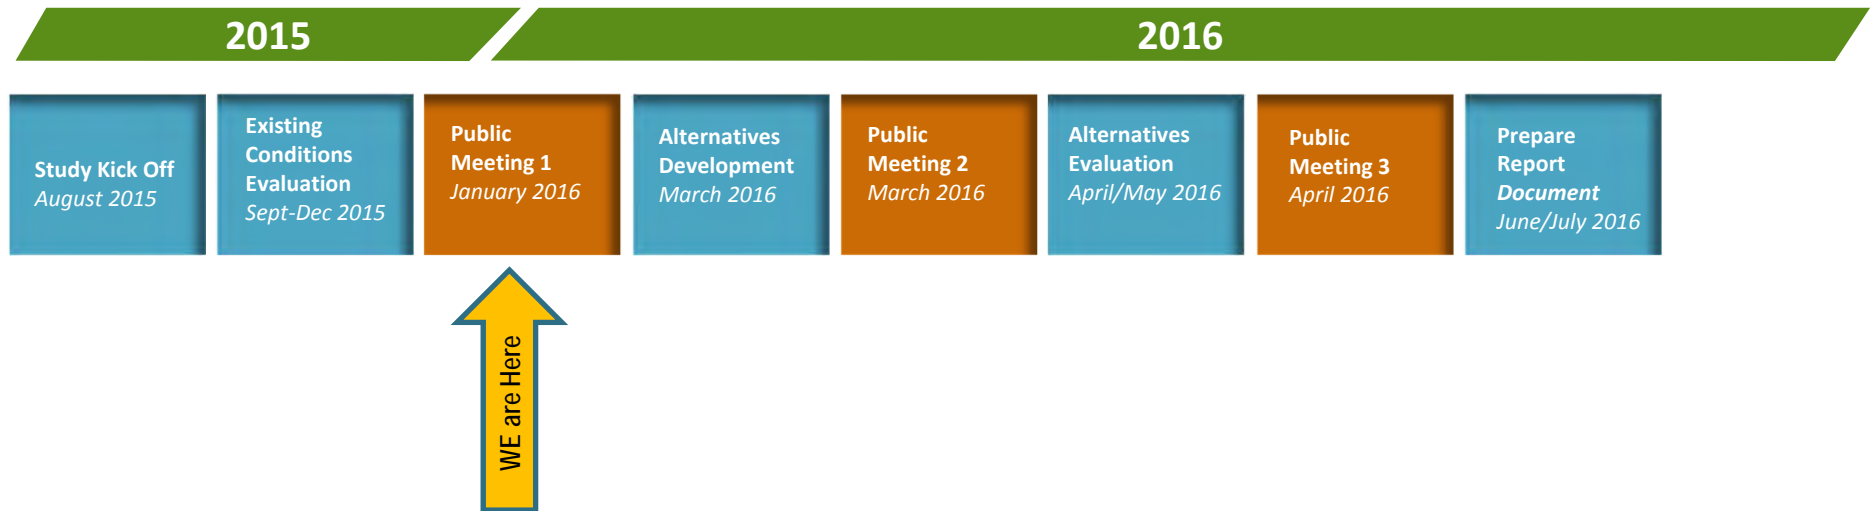 2015
2016
Study Kick Off
August 2015
Existing
Conditions
Evaluation
Sept-Dec 2015
Public
Meeting 1
January 2016
Alternatives
Development
March 2016
Public
Meeting 2
March 2016
Alternatives
Evaluation
April/May 2016
Public
Meeting 3
April 2016
Prepare
Report
Document
June/July 2016
WE are Here